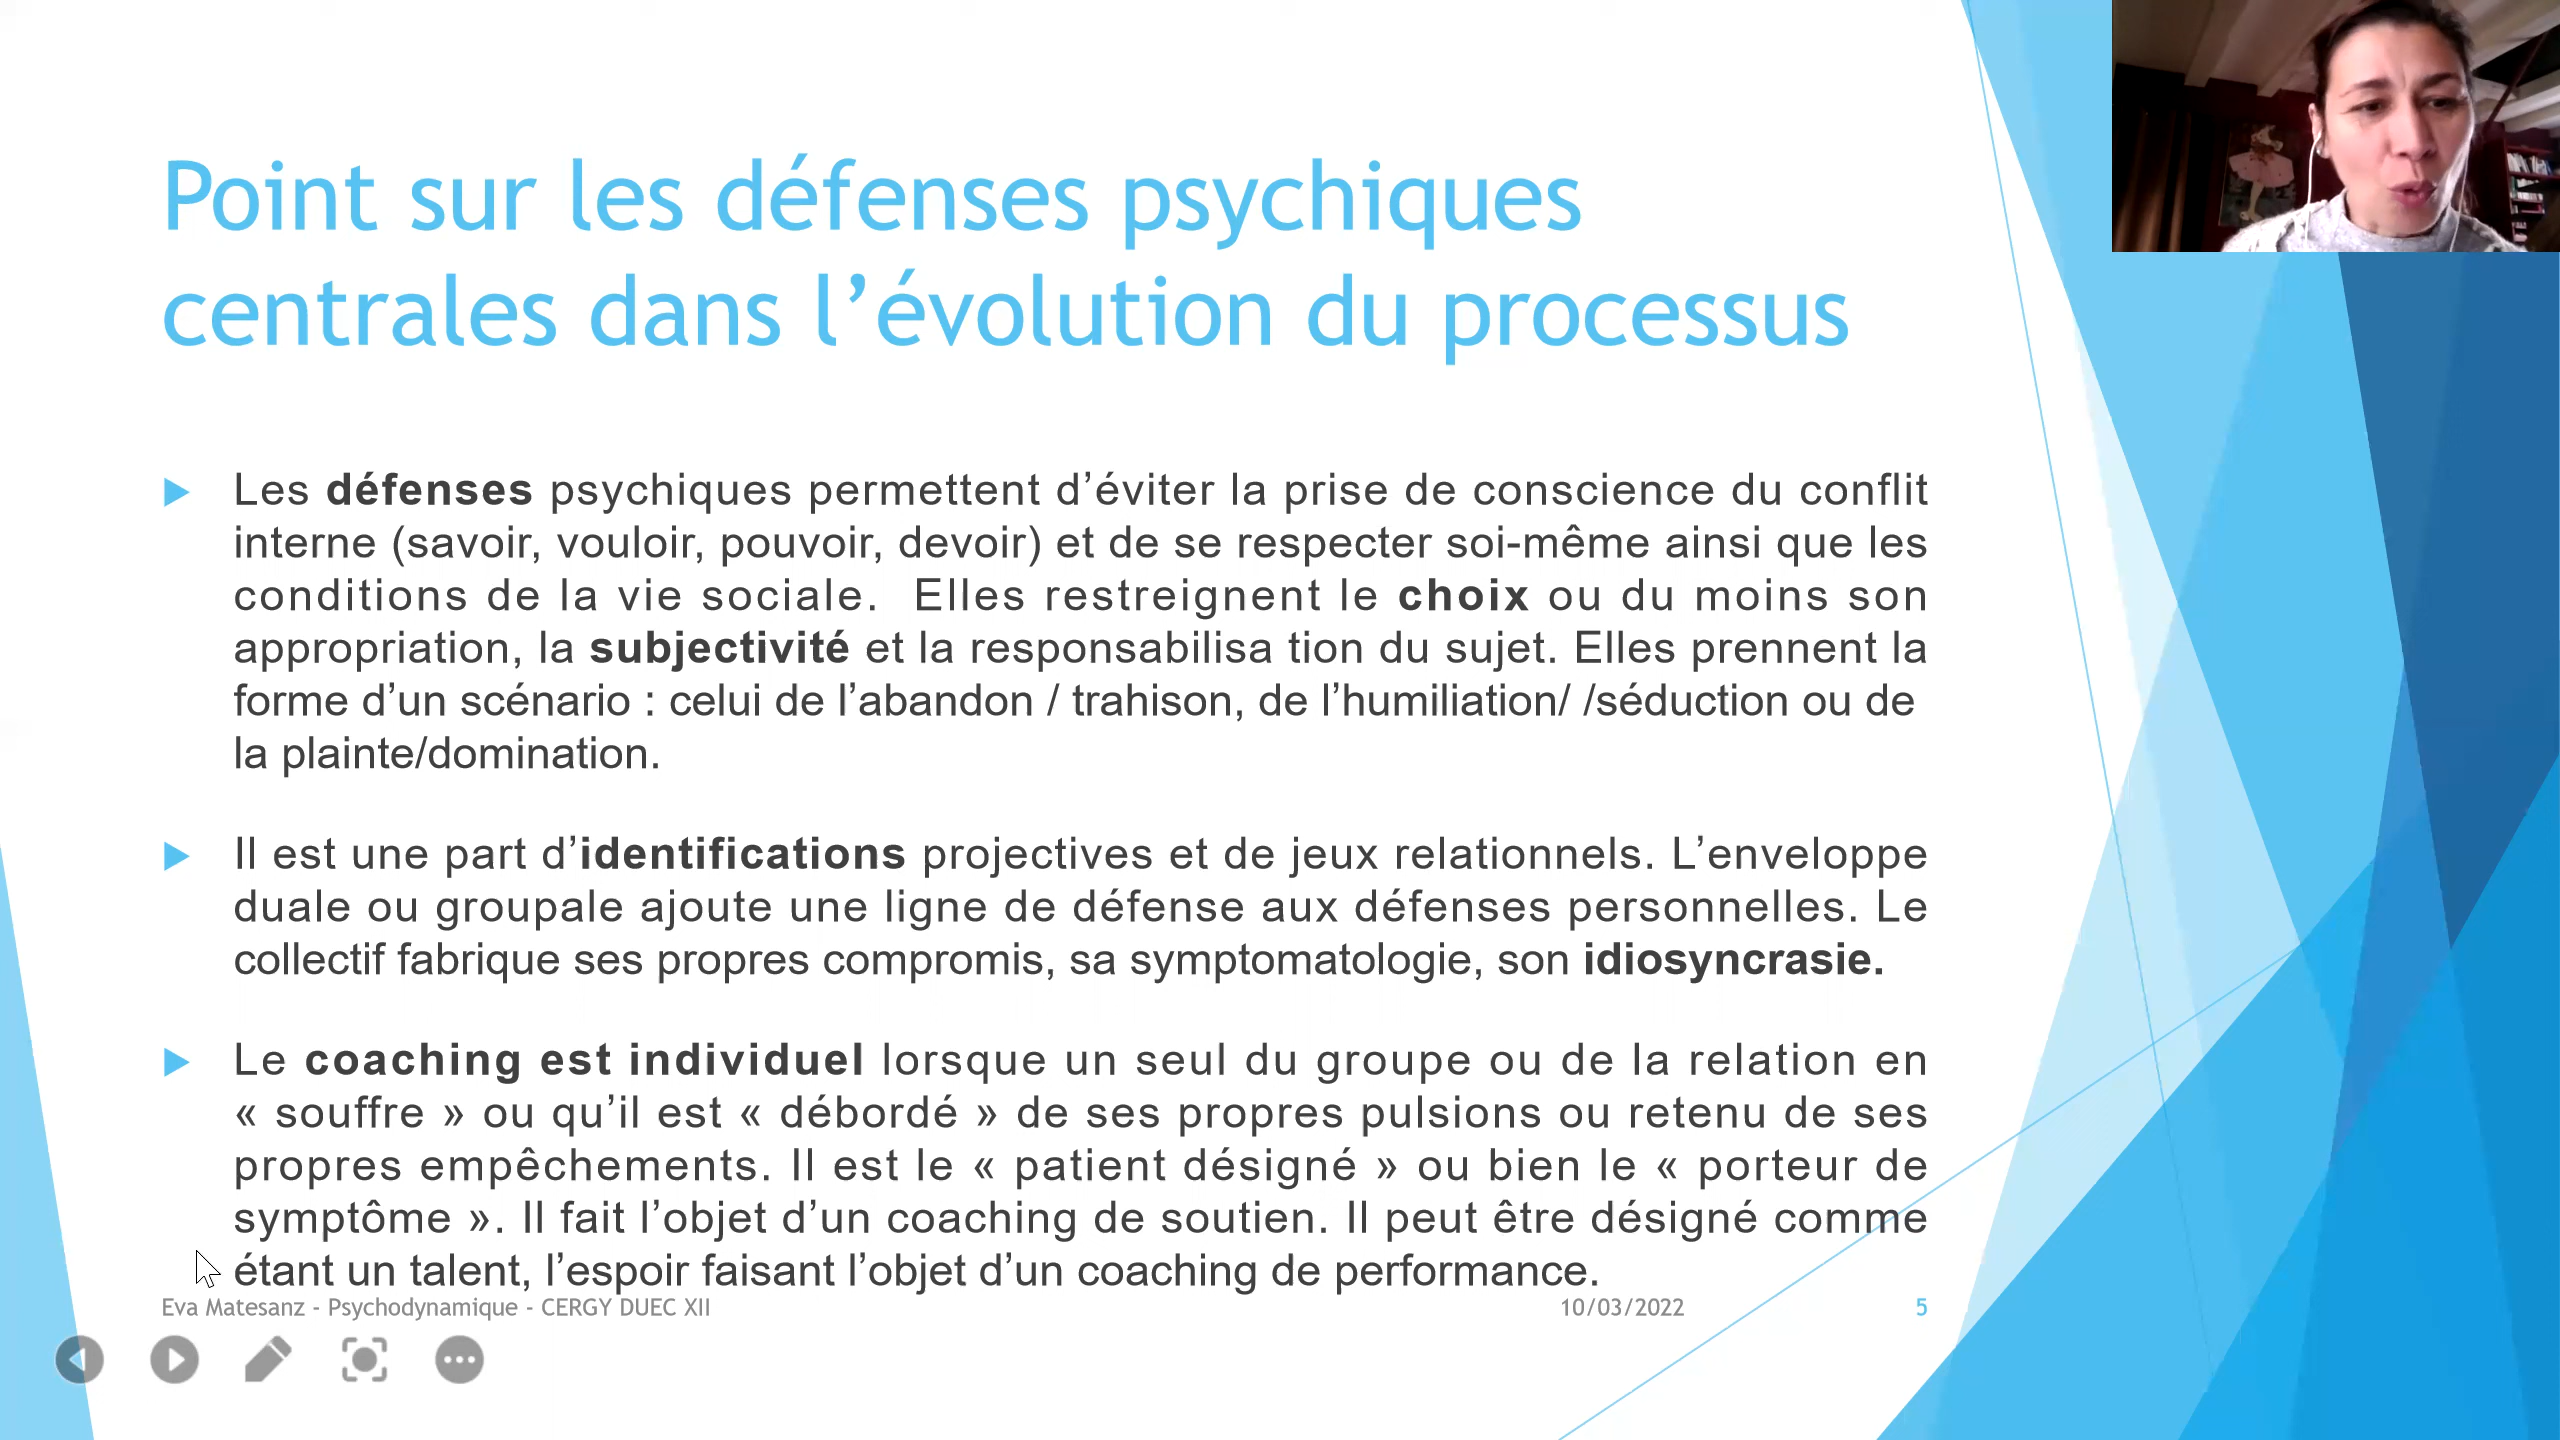 Point sur les défenses psychiques
centrales dans l’évolution du processus
Les défenses psychiques permettent d’éviter la prise de conscience du conflit
interne (savoir, vouloir, pouvoir, devoir) et de se respecter soi-même ainsi que les
conditions de la vie sociale.  Elles restreignent le choix ou du moins son
appropriation, la subjectivité et la responsabilisa tion du sujet. Elles prennent la
forme d’un scénario : celui de l’abandon / trahison, de l’humiliation/ /séduction ou de
la plainte/domination.
Il est une part d’identifications projectives et de jeux relationnels. L’enveloppe
duale ou groupale ajoute une ligne de défense aux défenses personnelles. Le
collectif fabrique ses propres compromis, sa symptomatologie, son idiosyncrasie.
Le coaching est individuel lorsque un seul du groupe ou de la relation en
« souffre » ou qu’il est « débordé » de ses propres pulsions ou retenu de ses
propres empêchements. Il est le « patient désigné » ou bien le « porteur de
symptôme ». Il fait l’objet d’un coaching de soutien. Il peut être désigné comme
étant un talent, l’espoir faisant l’objet d’un coaching de performance.
Eva Matesanz - Psychodynamique - CERGY DUEC XII
10/03/2022
5